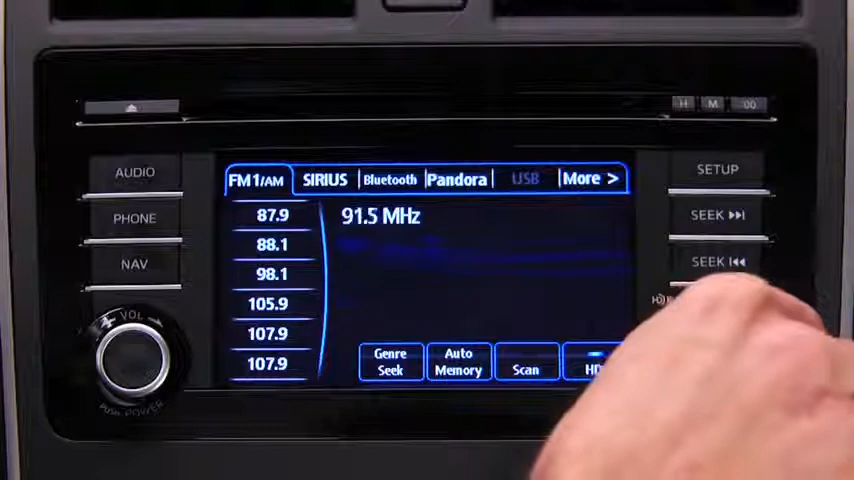 H M :00
AUDIO
SETUP
FM1/AM SIRIUS Bluetooth Pandora USB More >
PHONE
87.9
91.5 MHz
SEEK
88.1
NAV
98.1
SEEK
105.9
VOL
107.9
107.9
Genre Seek
Auto Memory
Scan
HD
PUSH POWER